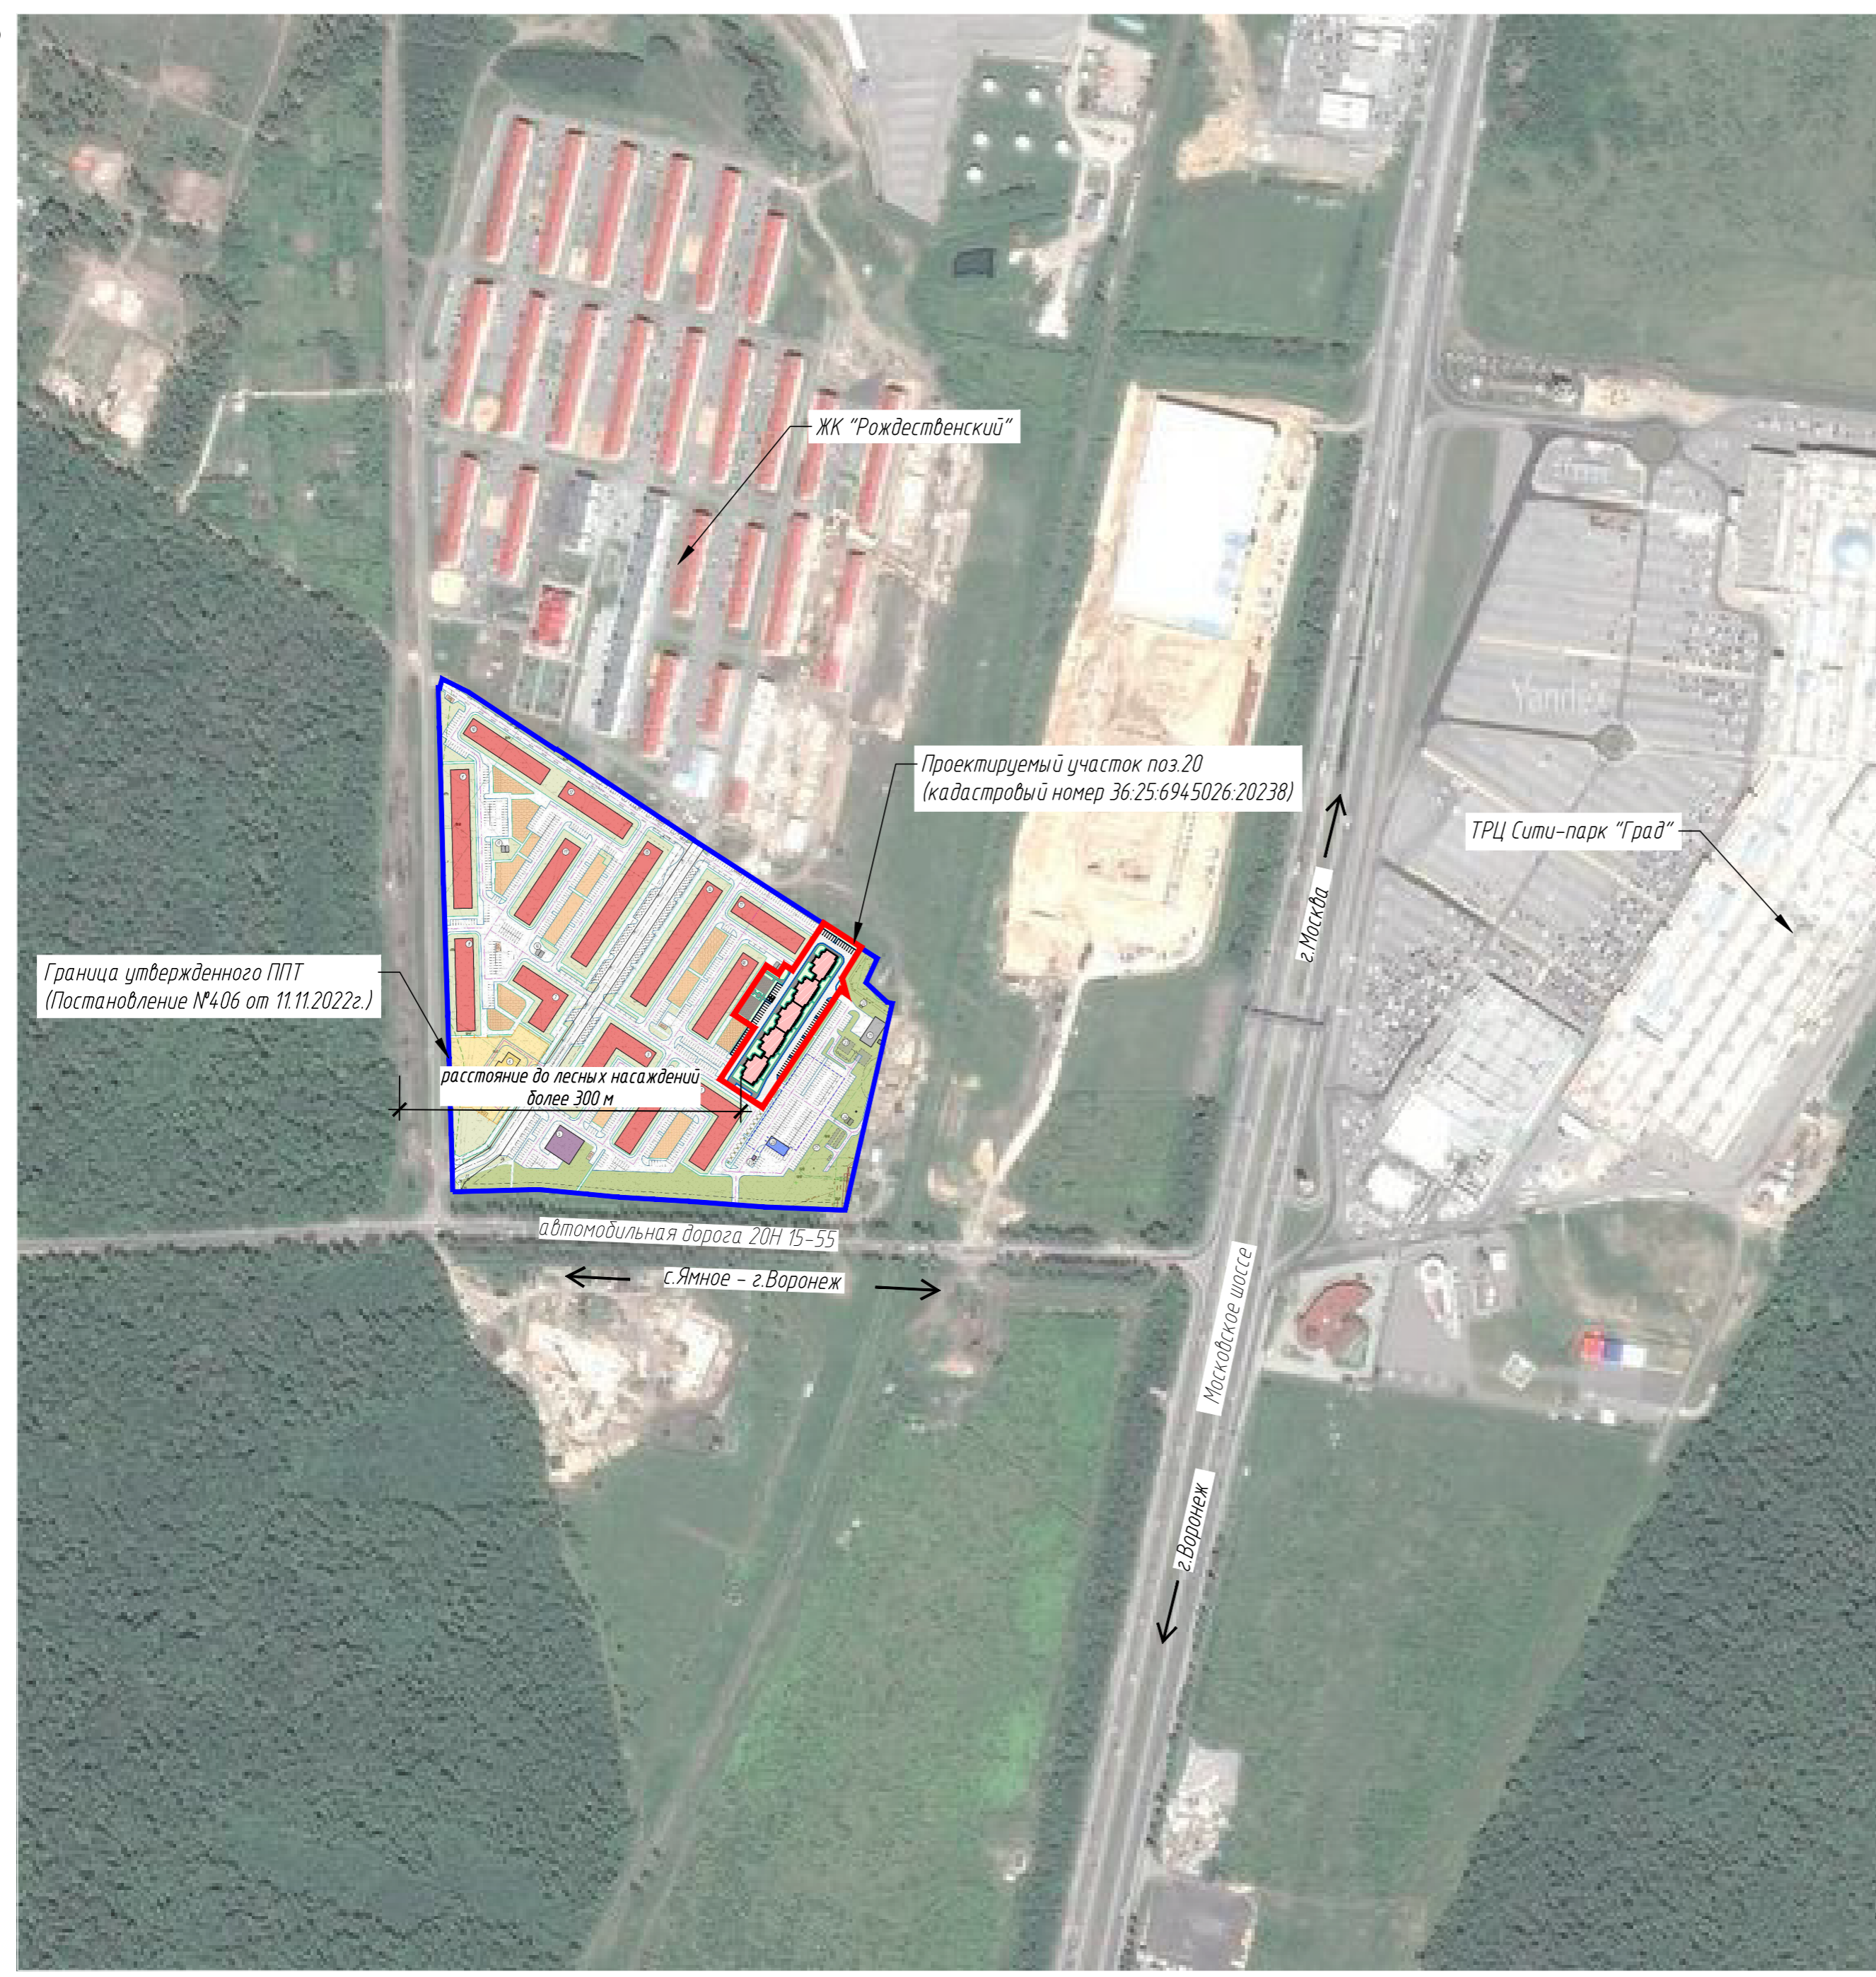 ЖК "Рождественский"
Проектируемый участок поз.20
(кадастровый номер 36:25:6945026:20238)
ТРЦ Сити-парк "Град"
Yandex
г.Москва
Граница утвержденного ППТ
(Постановление №406 от 11.11.2022г.)
расстояние до лесных насаждений
более 300 м
автомобильная дорога 20Н 15-55
с.Ямное - г.Воронеж
Московское шоссе
г.Воронеж